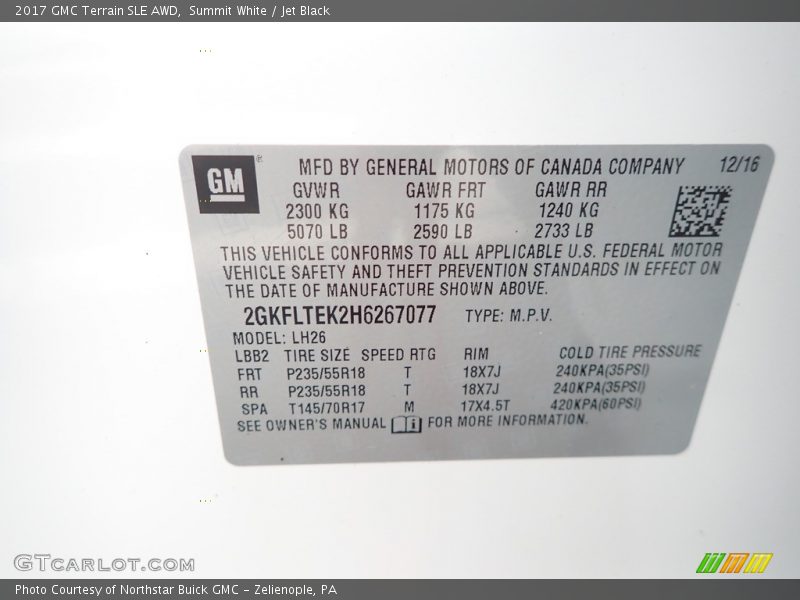 2017 GMC Terrain SLE AWD, Summit White / Jet Black
GM®
MFD BY GENERAL MOTORS OF CANADA COMPANY 12/16
GVWR GAWR FRT GAWR RR
2300 KG 1175 KG 1240 KG
5070 LB 2590 LB 2733 LB
THIS VEHICLE CONFORMS TO ALL APPLICABLE U.S. FEDERAL MOTOR
VEHICLE SAFETY AND THEFT PREVENTION STANDARDS IN EFFECT ON
THE DATE OF MANUFACTURE SHOWN ABOVE.
2GKFLTEK2H6267077 TYPE: M.P.V.
MODEL: LH26
LBB2 TIRE SIZE SPEED RTG RIM COLD TIRE PRESSURE
FRT P235/55R18 T 18X7J 240KPA(35PSI)
RR P235/55R18 T 18X7J 240KPA(35PSI)
SPA T145/70R17 M 17X4.5T 420KPA(60PSI)
SEE OWNER'S MANUAL i FOR MORE INFORMATION.
GTCARLOT.COM
Photo Courtesy of Northstar Buick GMC - Zelienople, PA